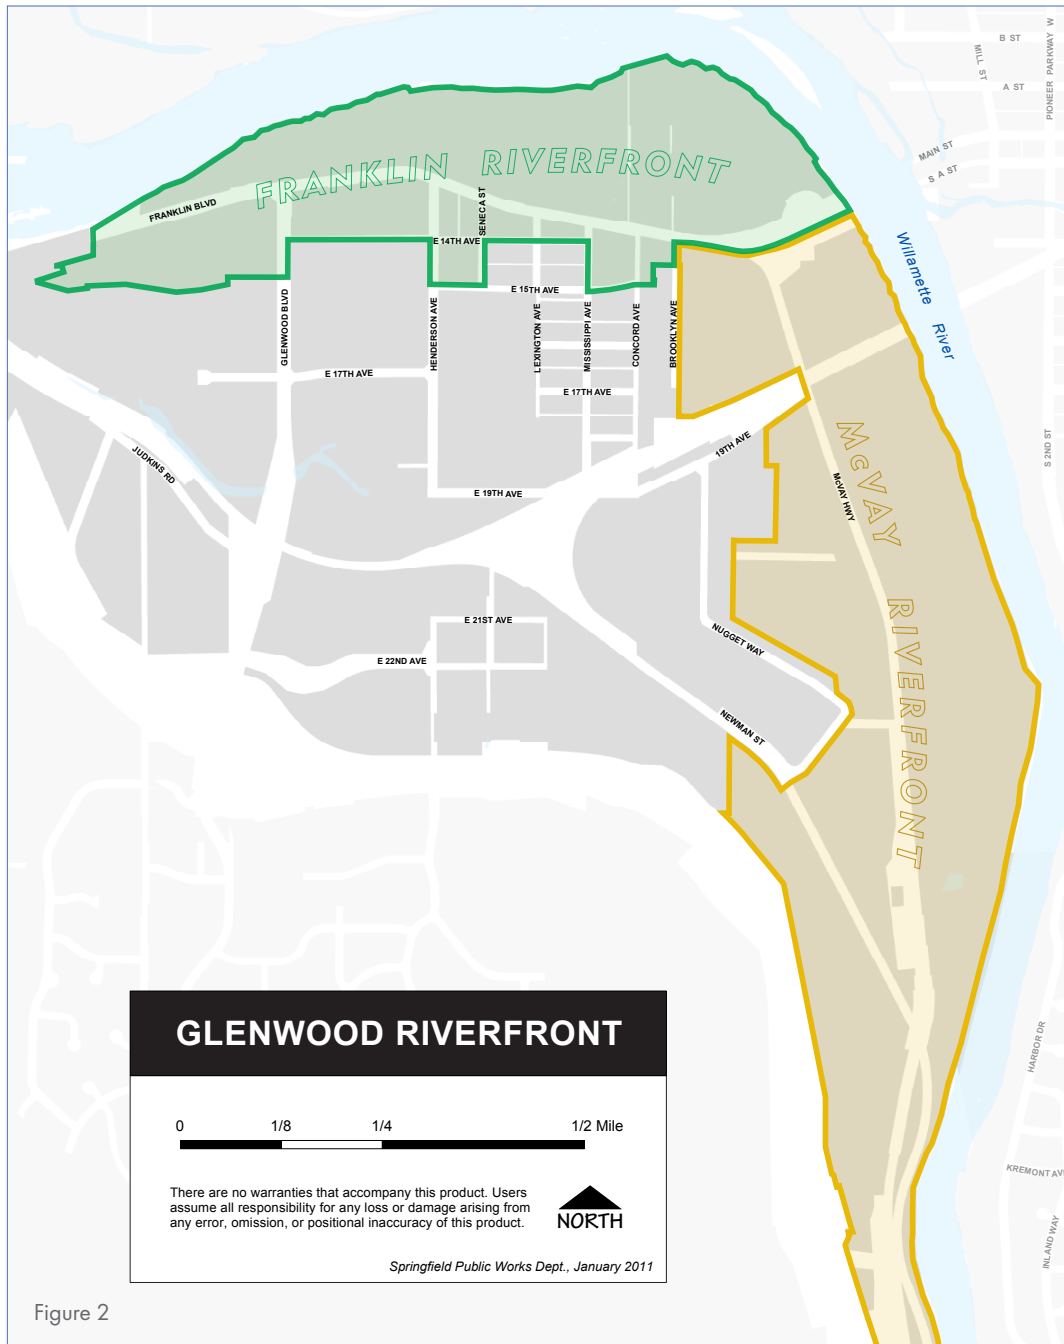 B ST
MILL ST
PIONEER PARKWAY W
A ST
MAIN ST
S A ST
FRANKLIN RIVERFRONT
FRANKLIN BLVD
SENECA ST
E 14TH AVE
Willamette River
E 15TH AVE
GLENWOOD BLVD
HENDERSON AVE
LEXINGTON AVE
MISSISSIPPI AVE
CONCORD AVE
BROOKLYN AVE
E 17TH AVE
E 17TH AVE
McVAY RIVERFRONT
S 2ND ST
19TH AVE
JUDKINS RD
McVAY HWY
E 19TH AVE
E 21ST AVE
NUGGET WAY
E 22ND AVE
NEWMAN ST
GLENWOOD RIVERFRONT
0 1/8 1/4 1/2 Mile
There are no warranties that accompany this product. Users
assume all responsibility for any loss or damage arising from
any error, omission, or positional inaccuracy of this product.
NORTH
Springfield Public Works Dept., January 2011
HARBOR DR
KREMONT AV
INLAND WAY
Figure 2